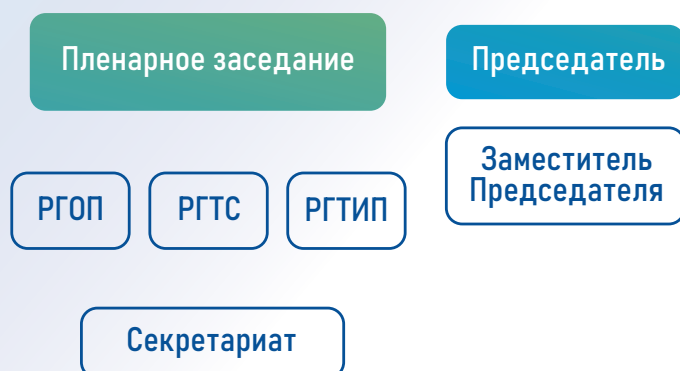 Пленарное заседание
Председатель
Заместитель
Председателя
РГОП
РГТС
РГТИП
Секретариат